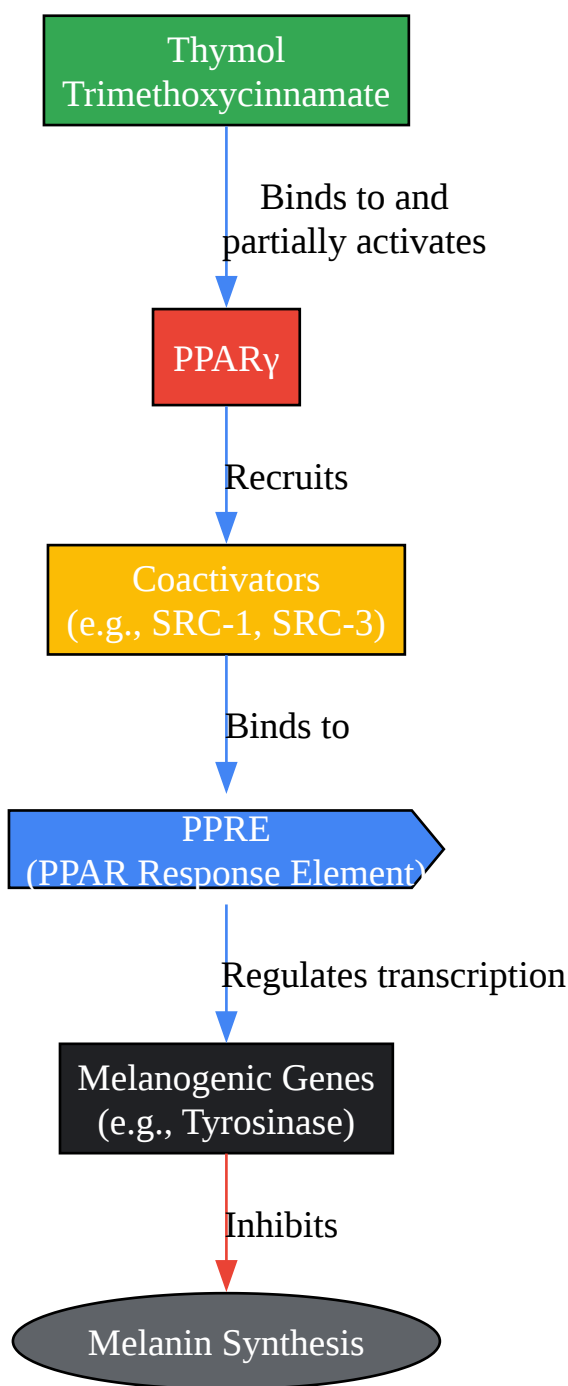 Thymol
Trimethoxycinnamate
Binds to and
partially activates
PPARγ
Recruits
Coactivators
(e.g., SRC-1, SRC-3)
Binds to
PPRE
(PPAR Response Element)
Regulates transcription
Melanogenic Genes
(e.g., Tyrosinase)
Inhibits
Melanin Synthesis